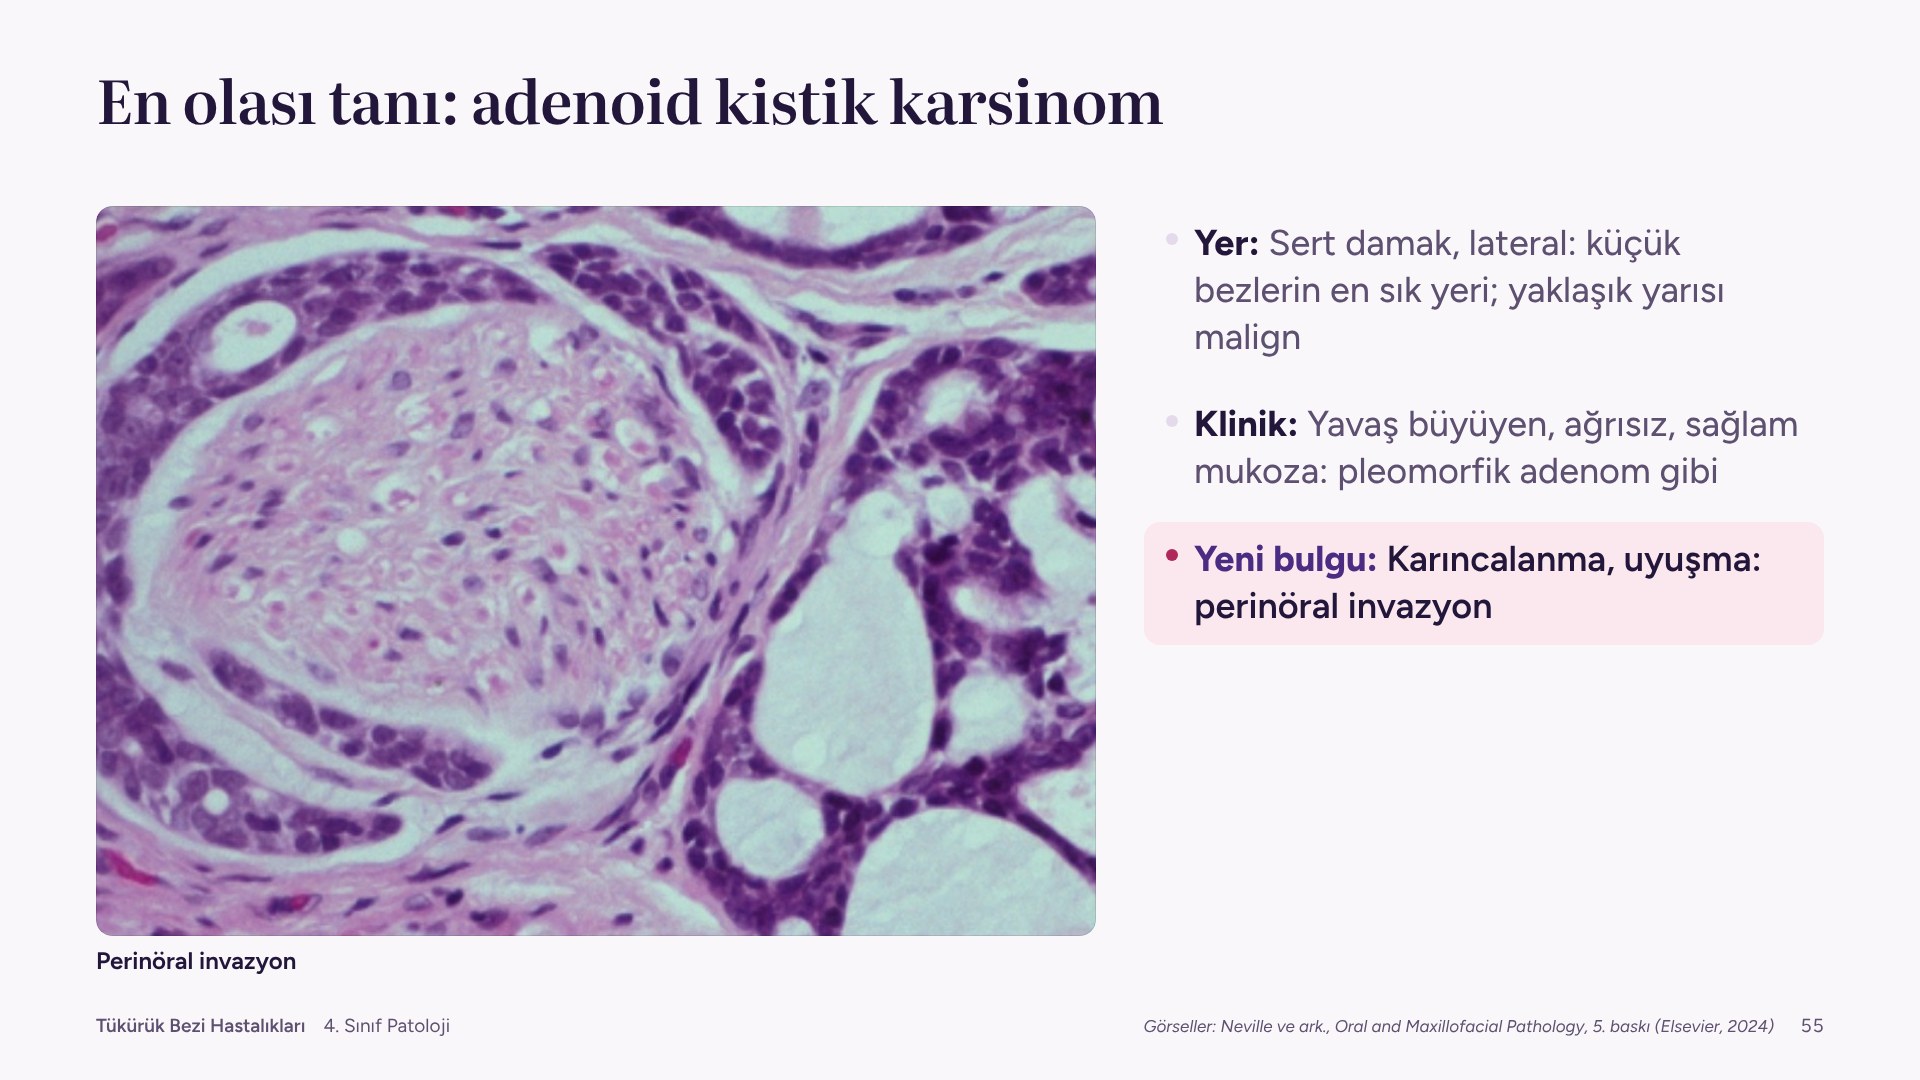 En olası tanı: adenoid kistik karsinom
Yer: Sert damak, lateral: küçük
bezlerin en sık yeri; yaklaşık yarısı
malign
Klinik: Yavaş büyüyen, ağrısız, sağlam
mukoza: pleomorfik adenom gibi
Yeni bulgu: Karıncalanma, uyuşma:
perinöral invazyon
Perinöral invazyon
Tükürük Bezi Hastalıkları 4. Sınıf Patoloji
Görseller: Neville ve ark., Oral and Maxillofacial Pathology, 5. baskı (Elsevier, 2024) 55